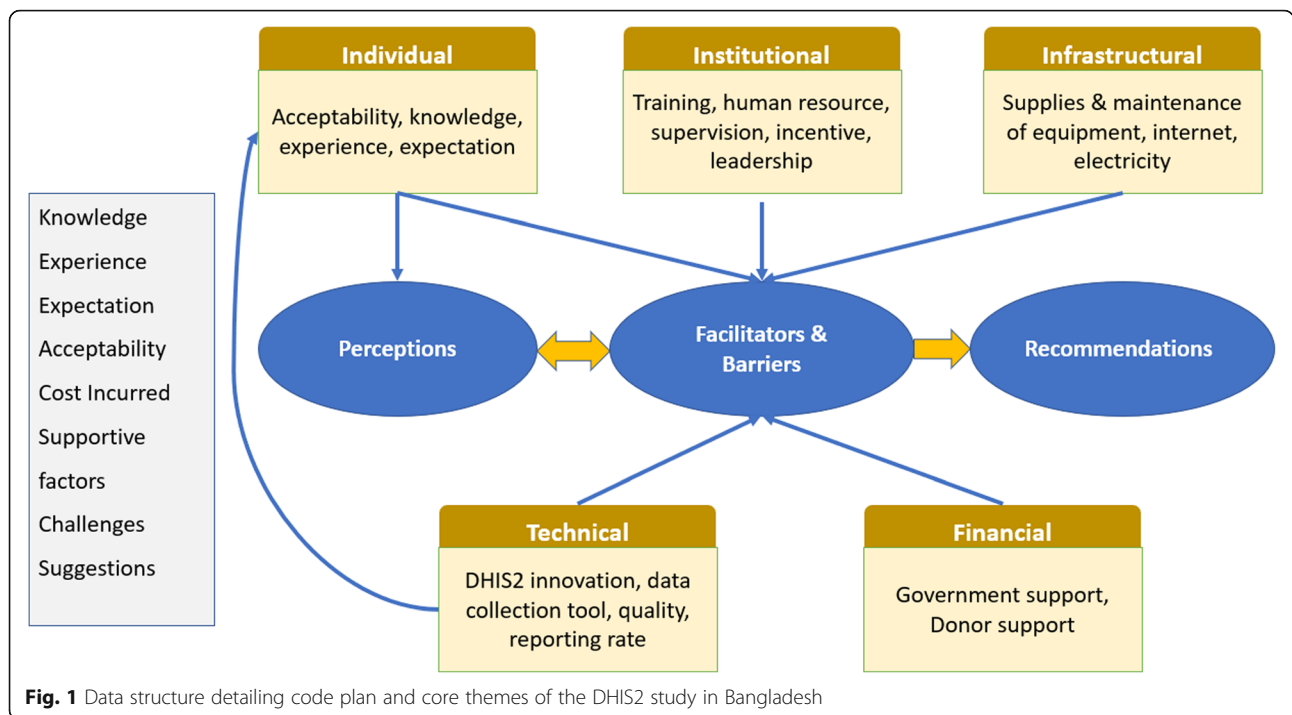 Individual
Acceptability, knowledge,
experience, expectation
Institutional
Training, human resource,
supervision, incentive,
leadership
Infrastructural
Supplies & maintenance
of equipment, internet,
electricity
Knowledge
Experience
Expectation
Acceptability
Cost Incurred
Supportive
factors
Challenges
Suggestions
Perceptions
Facilitators &
Barriers
Recommendations
Technical
DHIS2 innovation, data
collection tool, quality,
reporting rate
Financial
Government support,
Donor support
Fig. 1 Data structure detailing code plan and core themes of the DHIS2 study in Bangladesh